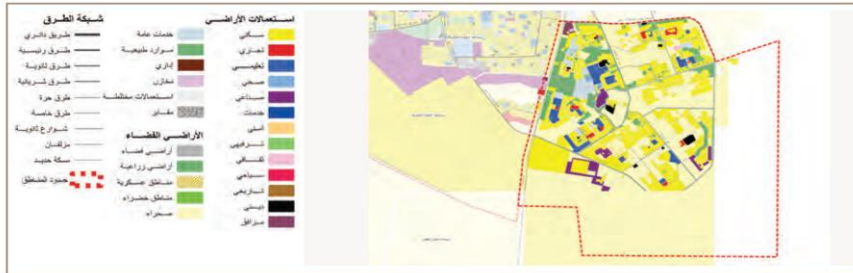 استعمالات الأراضي
سكني
تجاري
تعليمي
صحي
صناعي
خدمات
أمني
ترفيهي
ثقافي
سياحي
تاريخي
ديني
مرافق
خدمات عامة
موارد طبيعية
إداري
مخازن
استعمالات مختلطة
مقابر
الأراضي الفضاء
أراضي فضاء
أراضي زراعية
مناطق عسكرية
مناطق خضراء
صحراء
شبكة الطرق
طريق دائري
طرق رئيسية
طرق ثانوية
طرق شريانية
طرق حرة
طرق خاصة
شوارع ثانوية
مزلقان
سكة حديد
حدود المناطق